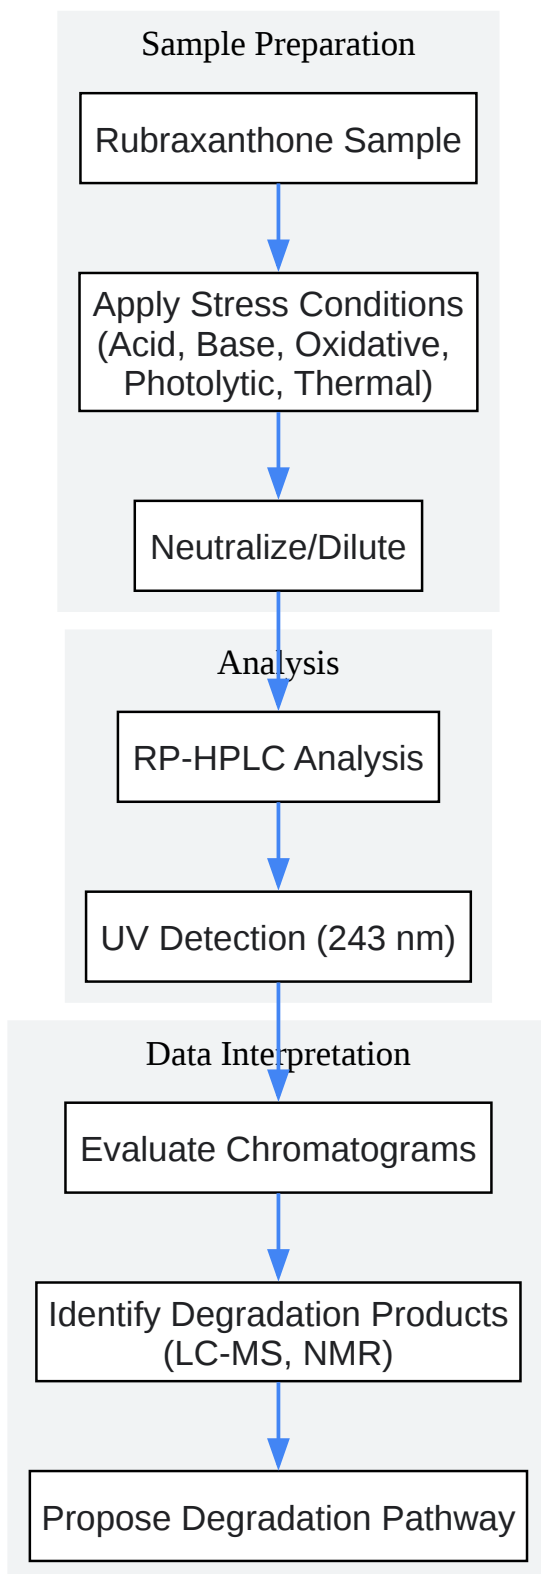 Sample Preparation
Rubraxanthone Sample
Apply Stress Conditions
(Acid, Base, Oxidative,
Photolytic, Thermal)
Neutralize/Dilute
Analysis
RP-HPLC Analysis
UV Detection (243 nm)
Data Interpretation
Evaluate Chromatograms
Identify Degradation Products
(LC-MS, NMR)
Propose Degradation Pathway